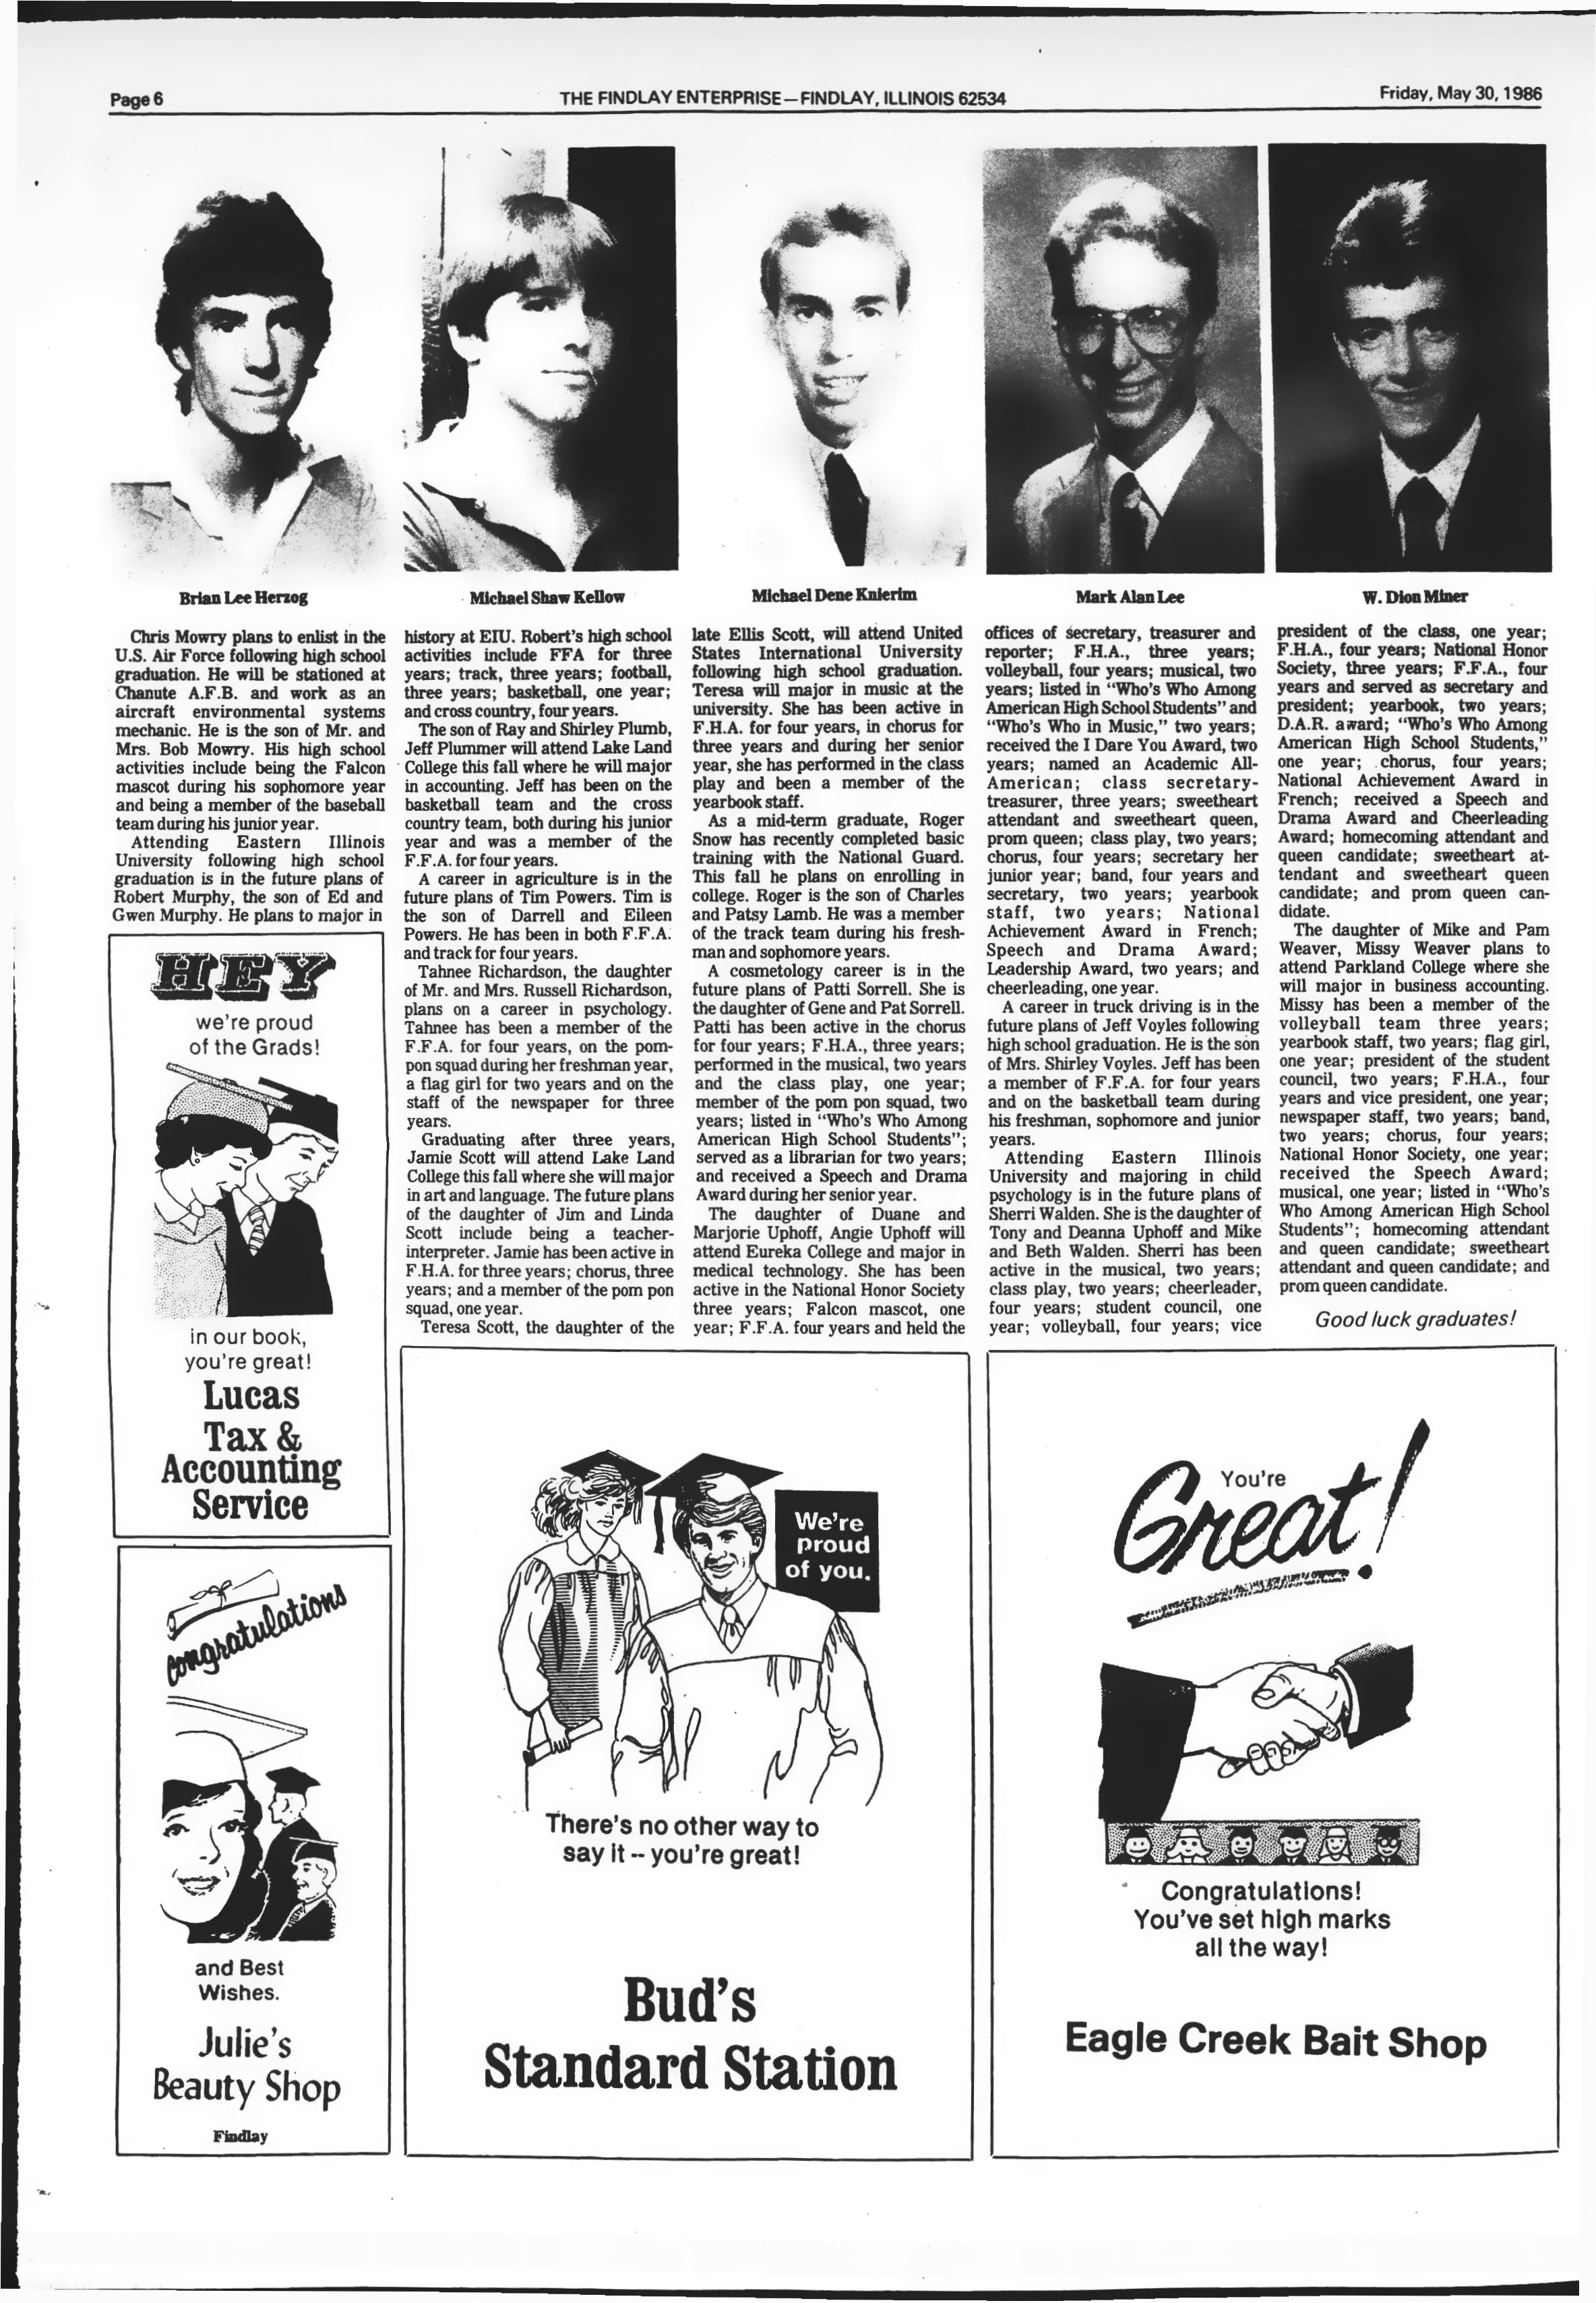 Page 6
THE FINDLAY ENTERPRISE—FINDLAY, ILLINOIS 62534
Friday, May 30, 1986
Brian Lee Herzog
Michael Shaw Kellow
Michael Dene Knierim
Mark Alan Lee
W. Dion Miner
Chris Mowry plans to enlist in the
U.S. Air Force following high school
graduation. He will be stationed at
Chanute A.F.B. and work as an
aircraft environmental systems
mechanic. He is the son of Mr. and
Mrs. Bob Mowry. His high school
activities include being the Falcon
mascot during his sophomore year
and being a member of the baseball
team during his junior year.
Attending Eastern Illinois
University following high school
graduation is in the future plans of
Robert Murphy, the son of Ed and
Gwen Murphy. He plans to major in
history at EIU. Robert's high school
activities include FFA for three
years; track, three years; football,
three years; basketball, one year;
and cross country, four years.
The son of Ray and Shirley Plumb,
Jeff Plummer will attend Lake Land
College this fall where he will major
in accounting. Jeff has been on the
basketball team and the cross
country team, both during his junior
year and was a member of the
F.F.A. for four years.
A career in agriculture is in the
future plans of Tim Powers. Tim is
the son of Darrell and Eileen
Powers. He has been in both F.F.A.
and track for four years.
Tahnee Richardson, the daughter
of Mr. and Mrs. Russell Richardson,
plans on a career in psychology.
Tahnee has been a member of the
F.F.A. for four years, on the pom-
pon squad during her freshman year,
a flag girl for two years and on the
staff of the newspaper for three
years.
Graduating after three years,
Jamie Scott will attend Lake Land
College this fall where she will major
in art and language. The future plans
of the daughter of Jim and Linda
Scott include being a teacher-
interpreter. Jamie has been active in
F.H.A. for three years; chorus, three
years; and a member of the pom pon
squad, one year.
Teresa Scott, the daughter of the
late Ellis Scott, will attend United
States International University
following high school graduation.
Teresa will major in music at the
university. She has been active in
F.H.A. for four years, in chorus for
three years and during her senior
year, she has performed in the class
play and been a member of the
yearbook staff.
As a mid-term graduate, Roger
Snow has recently completed basic
training with the National Guard.
This fall he plans on enrolling in
college. Roger is the son of Charles
and Patsy Lamb. He was a member
of the track team during his fresh-
man and sophomore years.
A cosmetology career is in the
future plans of Patti Sorrell. She is
the daughter of Gene and Pat Sorrell.
Patti has been active in the chorus
for four years; F.H.A., three years;
performed in the musical, two years
and the class play, one year;
member of the pom pon squad, two
years; listed in "Who's Who Among
American High School Students";
served as a librarian for two years;
and received a Speech and Drama
Award during her senior year.
The daughter of Duane and
Marjorie Uphoff, Angie Uphoff will
attend Eureka College and major in
medical technology. She has been
active in the National Honor Society
three years; Falcon mascot, one
year; F.F.A. four years and held the
offices of secretary, treasurer and
reporter; F.H.A., three years;
volleyball, four years; musical, two
years; listed in "Who's Who Among
American High School Students" and
"Who's Who in Music," two years;
received the I Dare You Award, two
years; named an Academic All-
American; class secretary-
treasurer, three years; sweetheart
attendant and sweetheart queen,
prom queen; class play, two years;
chorus, four years; secretary her
junior year; band, four years and
secretary, two years; yearbook
staff, two years; National
Achievement Award in French;
Speech and Drama Award;
Leadership Award, two years; and
cheerleading, one year.
A career in truck driving is in the
future plans of Jeff Voyles following
high school graduation. He is the son
of Mrs. Shirley Voyles. Jeff has been
a member of F.F.A. for four years
and on the basketball team during
his freshman, sophomore and junior
years.
Attending Eastern Illinois
University and majoring in child
psychology is in the future plans of
Sherri Walden. She is the daughter of
Tony and Deanna Uphoff and Mike
and Beth Walden. Sherri has been
active in the musical, two years;
class play, two years; cheerleader,
four years; student council, one
year; volleyball, four years; vice
president of the class, one year;
F.H.A., four years; National Honor
Society, three years; F.F.A., four
years and served as secretary and
president; yearbook, two years;
D.A.R. award; "Who's Who Among
American High School Students,"
one year; chorus, four years;
National Achievement Award in
French; received a Speech and
Drama Award and Cheerleading
Award; homecoming attendant and
queen candidate; sweetheart at-
tendant and sweetheart queen
candidate; and prom queen can-
didate.
The daughter of Mike and Pam
Weaver, Missy Weaver plans to
attend Parkland College where she
will major in business accounting.
Missy has been a member of the
volleyball team three years;
yearbook staff, two years; flag girl,
one year; president of the student
council, two years; F.H.A., four
years and vice president, one year;
newspaper staff, two years; band,
two years; chorus, four years;
National Honor Society, one year;
received the Speech Award;
musical, one year; listed in "Who's
Who Among American High School
Students"; homecoming attendant
and queen candidate; sweetheart
attendant and queen candidate; and
prom queen candidate.
Good luck graduates!
HEY
we're proud
of the Grads!
in our book,
you're great!
Lucas
Tax &
Accounting
Service
congratulations
and Best
Wishes.
Julie's
Beauty Shop
Findlay
We're
proud
of you.
There's no other way to
say it -- you're great!
Bud's
Standard Station
You're
Great!
Congratulations!
You've set high marks
all the way!
Eagle Creek Bait Shop